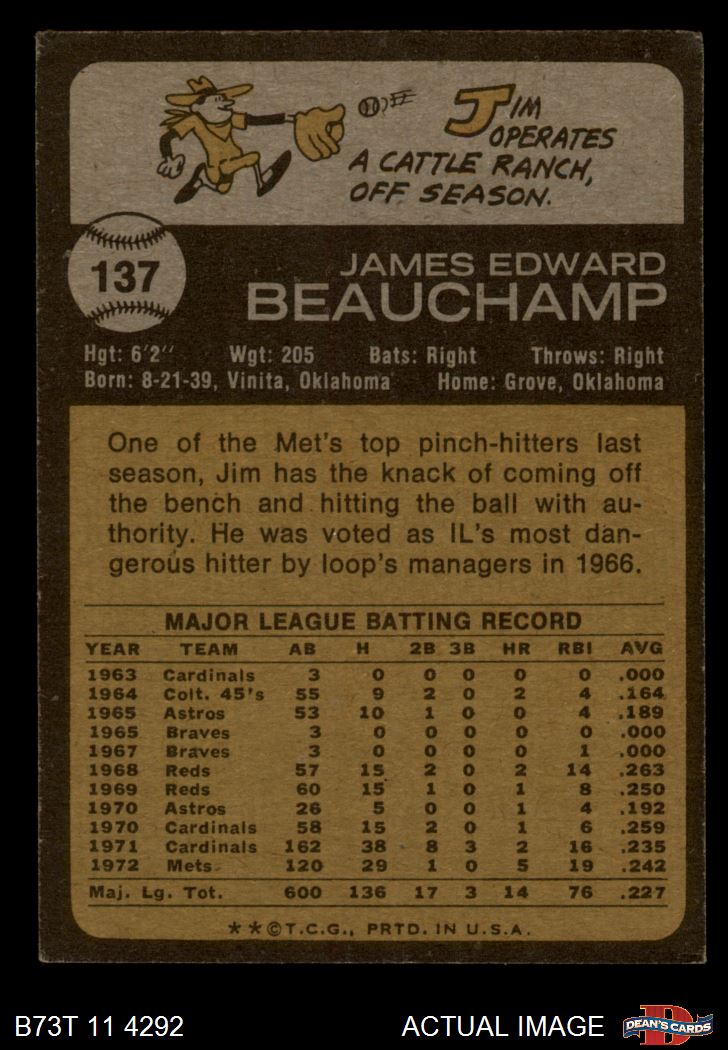 JIM
OPERATES
A CATTLE RANCH,
OFF SEASON.
137
JAMES EDWARD
BEAUCHAMP
Hgt: 6'2" Wgt: 205 Bats: Right Throws: Right
Born: 8-21-39, Vinita, Oklahoma Home: Grove, Oklahoma
One of the Met's top pinch-hitters last
season, Jim has the knack of coming off
the bench and hitting the ball with au-
thority. He was voted as IL's most dan-
gerous hitter by loop's managers in 1966.
MAJOR LEAGUE BATTING RECORD
YEAR TEAM AB H 2B 3B HR RBI AVG
1963 Cardinals 3 0 0 0 0 0 .000
1964 Colt. 45's 55 9 2 0 2 4 .164
1965 Astros 53 10 1 0 0 4 .189
1965 Braves 3 0 0 0 0 0 .000
1967 Braves 3 0 0 0 0 1 .000
1968 Reds 57 15 2 0 2 14 .263
1969 Reds 60 15 1 0 1 8 .250
1970 Astros 26 5 0 0 1 4 .192
1970 Cardinals 58 15 2 0 1 6 .259
1971 Cardinals 162 38 8 3 2 16 .235
1972 Mets 120 29 1 0 5 19 .242
Maj. Lg. Tot. 600 136 17 3 14 76 .227
**©T.C.G., PRTD. IN U.S.A.
B73T 11 4292 ACTUAL IMAGE
D
DEAN'S CARDS